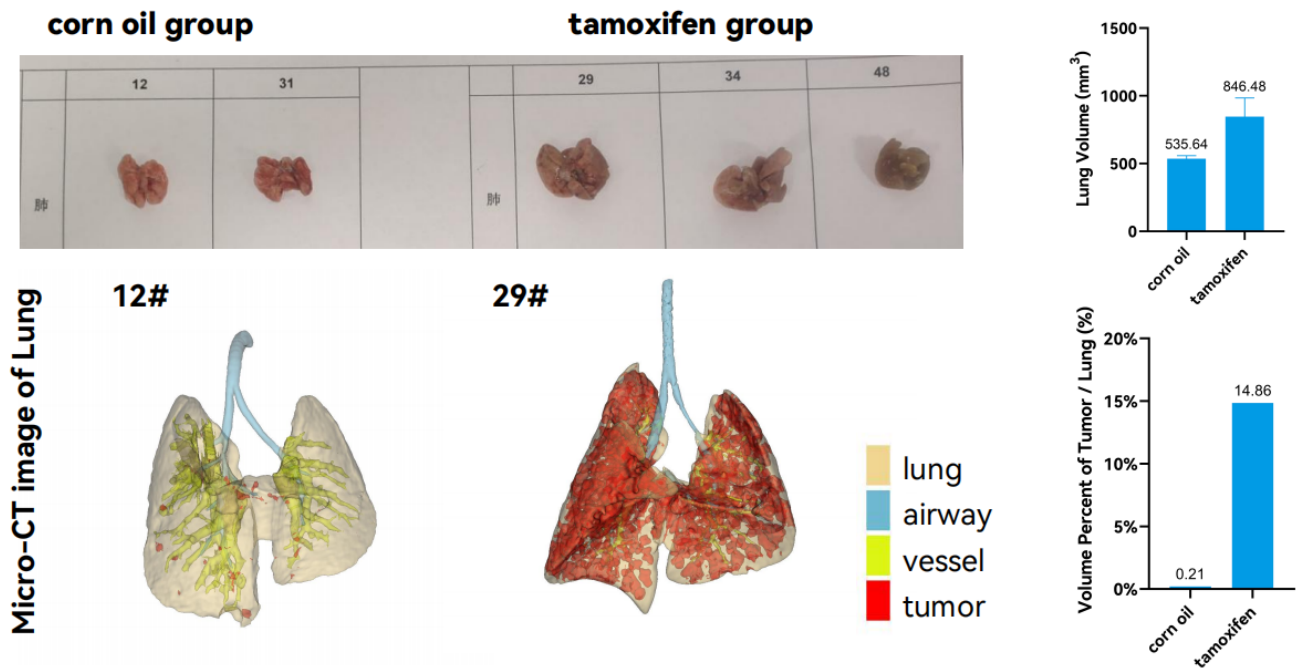 corn oil group
tamoxifen group
12
31
29
34
48
肺
肺
Micro-CT image of Lung
12#
29#
lung
airway
vessel
tumor
Lung Volume (mm³)
1500
1000
500
0
535.64
846.48
corn oil
tamoxifen
Volume Percent of Tumor / Lung (%)
20%
15%
10%
5%
0%
0.21
14.86
corn oil
tamoxifen